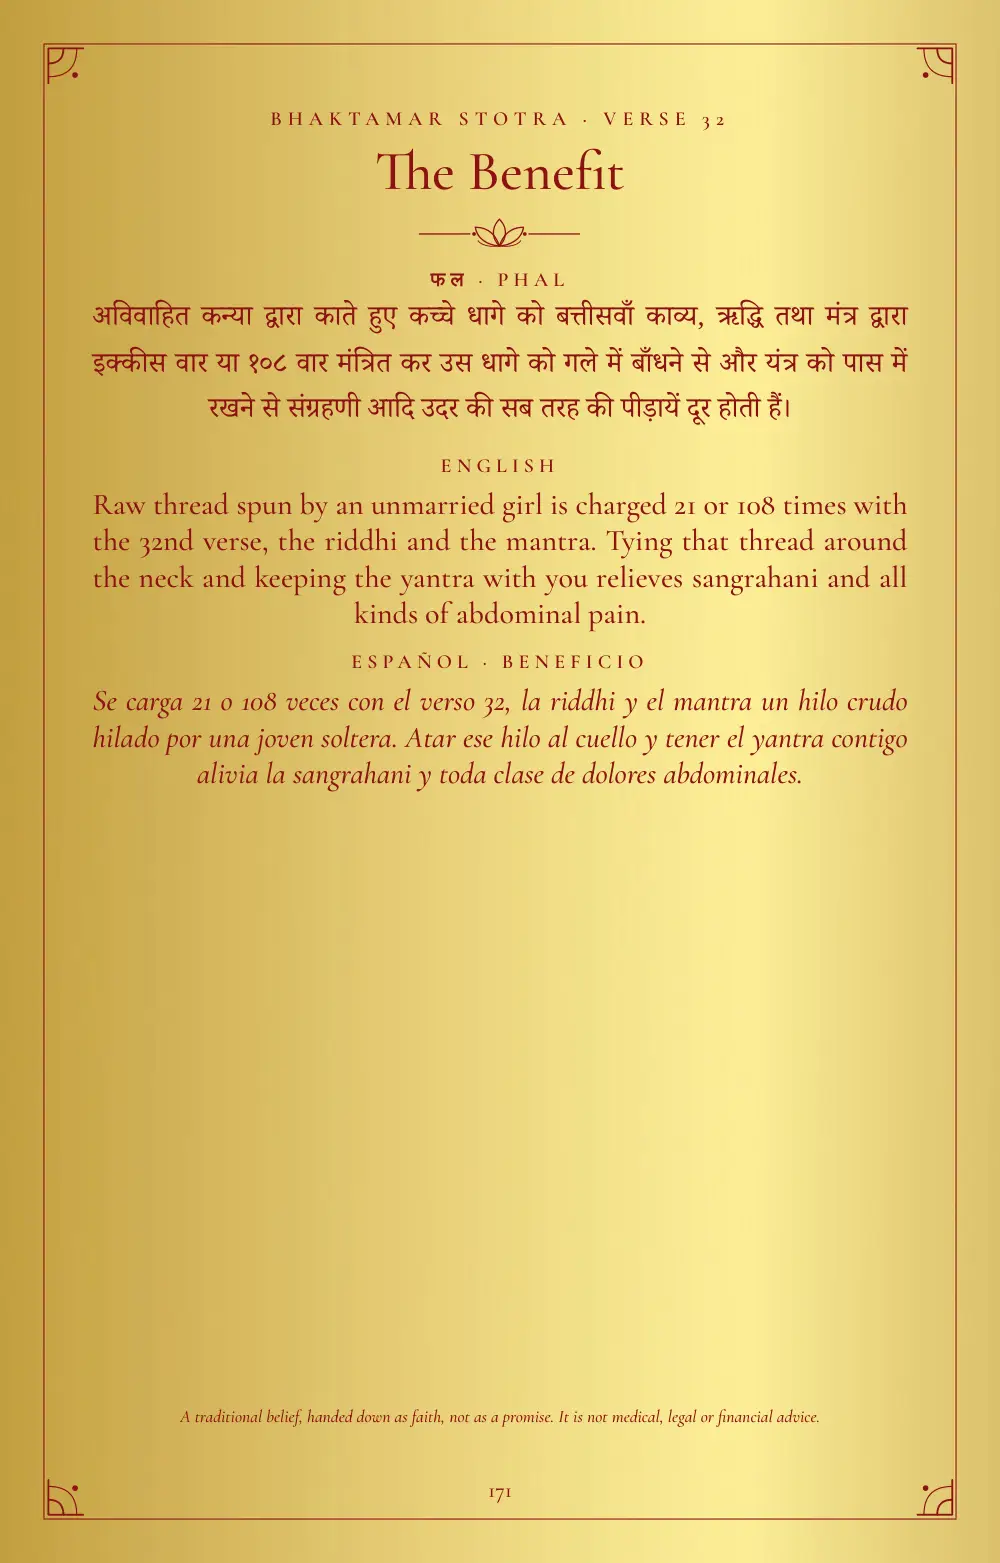 BHAKTAMAR STOTRA · VERSE 32
The Benefit
फल · PHAL
अविवाहित कन्या द्वारा काते हुए कच्चे धागे को बत्तीसवाँ काव्य, ऋद्धि तथा मंत्र द्वारा
इक्कीस वार या १०८ वार मंत्रित कर उस धागे को गले में बाँधने से और यंत्र को पास में
रखने से संग्रहणी आदि उदर की सब तरह की पीड़ायें दूर होती हैं।
ENGLISH
Raw thread spun by an unmarried girl is charged 21 or 108 times with
the 32nd verse, the riddhi and the mantra. Tying that thread around
the neck and keeping the yantra with you relieves sangrahani and all
kinds of abdominal pain.
ESPAÑOL · BENEFICIO
Se carga 21 o 108 veces con el verso 32, la riddhi y el mantra un hilo crudo
hilado por una joven soltera. Atar ese hilo al cuello y tener el yantra contigo
alivia la sangrahani y toda clase de dolores abdominales.
A traditional belief, handed down as faith, not as a promise. It is not medical, legal or financial advice.
171